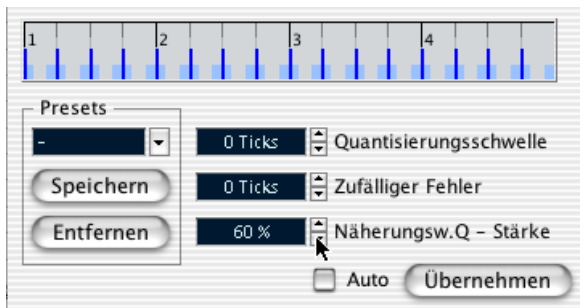 1 2 3 4
Presets
-
0 Ticks Quantisierungsschwelle
Speichern
0 Ticks Zufälliger Fehler
Entfernen
60 % Näherungsw.Q - Stärke
Auto Übernehmen